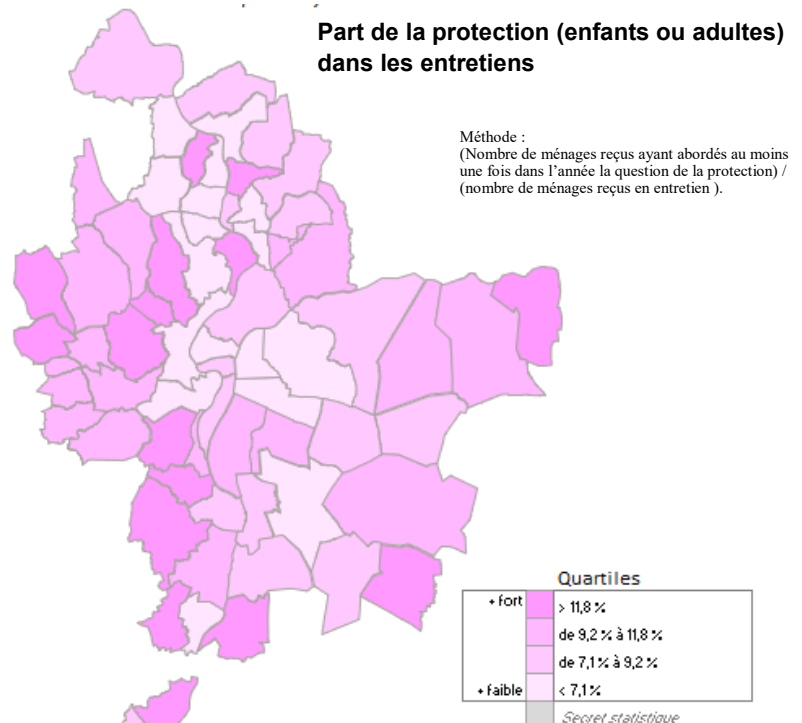 Part de la protection (enfants ou adultes)
dans les entretiens
Méthode :
(Nombre de ménages reçus ayant abordés au moins
une fois dans l'année la question de la protection) /
(nombre de ménages reçus en entretien ).
Quartiles
+ fort > 11,8 %
de 9,2 % à 11,8 %
de 7,1 % à 9,2 %
+ faible < 7,1 %
Secret statistique